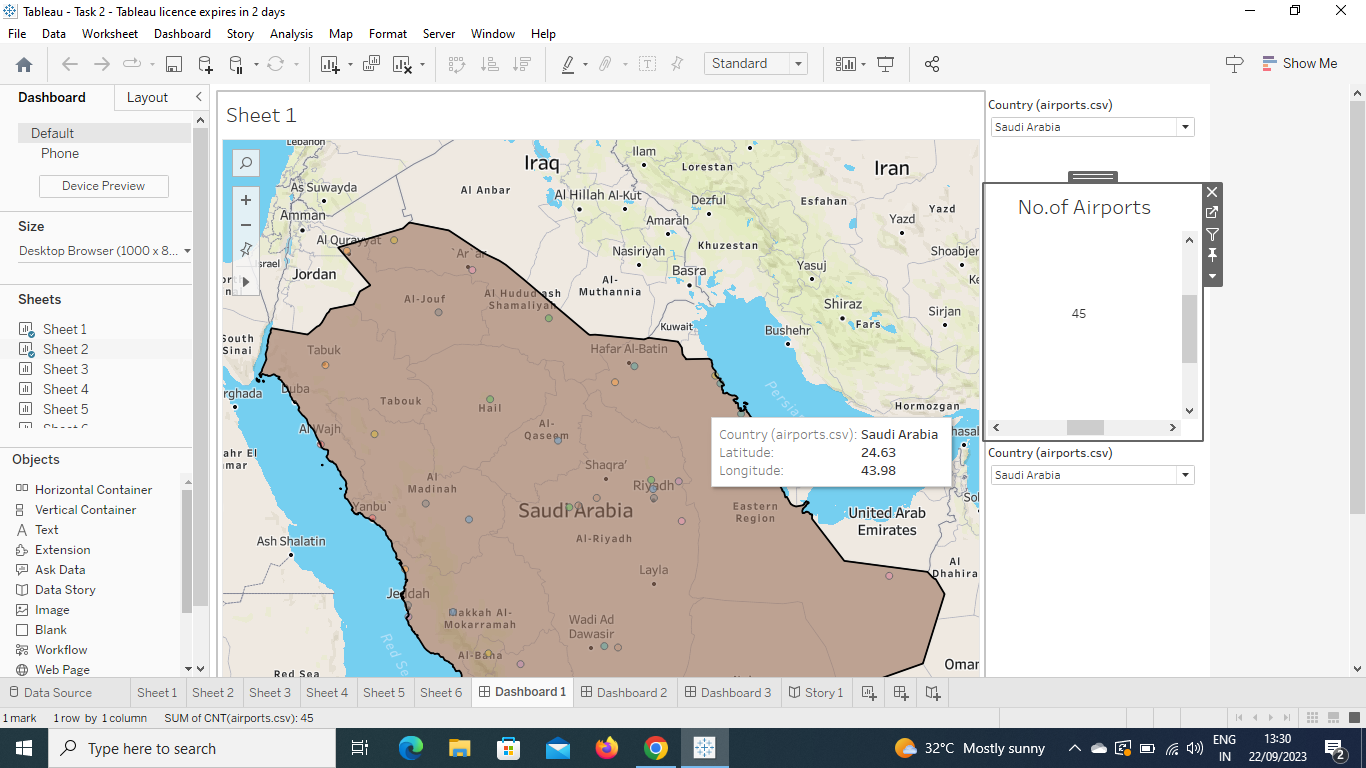 Tableau - Task 2 - Tableau licence expires in 2 days
File Data Worksheet Dashboard Story Analysis Map Format Server Window Help
Standard
Show Me
Dashboard Layout
Default
Phone
Device Preview
Size
Desktop Browser (1000 x 8...
Sheets
Sheet 1
Sheet 2
Sheet 3
Sheet 4
Sheet 5
Objects
Horizontal Container
Vertical Container
Text
Extension
Ask Data
Data Story
Image
Blank
Workflow
Web Page
Sheet 1
Lebanon
Iraq
Ilam
Lorestan
Iran
As Suwayda
Al Anbar
Al Hillah
Al-Kut
Dezful
Esfahan
Yazd
Amman
Amarah
Yazd
Al Qurayyat
`Ar`ar
Nasiriyah
Khuzestan
Shoabjer
srael
Jordan
Basra
Yasuj
Al-Muthannia
Al-Jouf
Al Hudud ash Shamaliyah
Shiraz
Fars
Sirjan
Kuwait
Bushehr
South Sinai
Tabuk
Hafar Al-Batin
Duba
rghada
Tabouk
Hail
Persia
Hormozgan
Al Wajh
Al-Qaseem
Shaqra'
Riyadh
Al Madinah
Yanbu`
Saudi Arabia
Eastern Region
United Arab Emirates
Ash Shalatin
Al-Riyadh
Layla
Al Dhahira
Jeddah
Makkah Al-Mokarramah
Wadi Ad Dawasir
Al-Baha
Red Se
Red Sea
Oman
Country (airports.csv): Saudi Arabia
Latitude: 24.63
Longitude: 43.98
Country (airports.csv)
Saudi Arabia
No.of Airports
45
Country (airports.csv)
Saudi Arabia
Data Source Sheet 1 Sheet 2 Sheet 3 Sheet 4 Sheet 5 Sheet 6 Dashboard 1 Dashboard 2 Dashboard 3 Story 1
1 mark 1 row by 1 column SUM of CNT(airports.csv): 45
Type here to search
32°C Mostly sunny
ENG
IN
13:30
22/09/2023
2